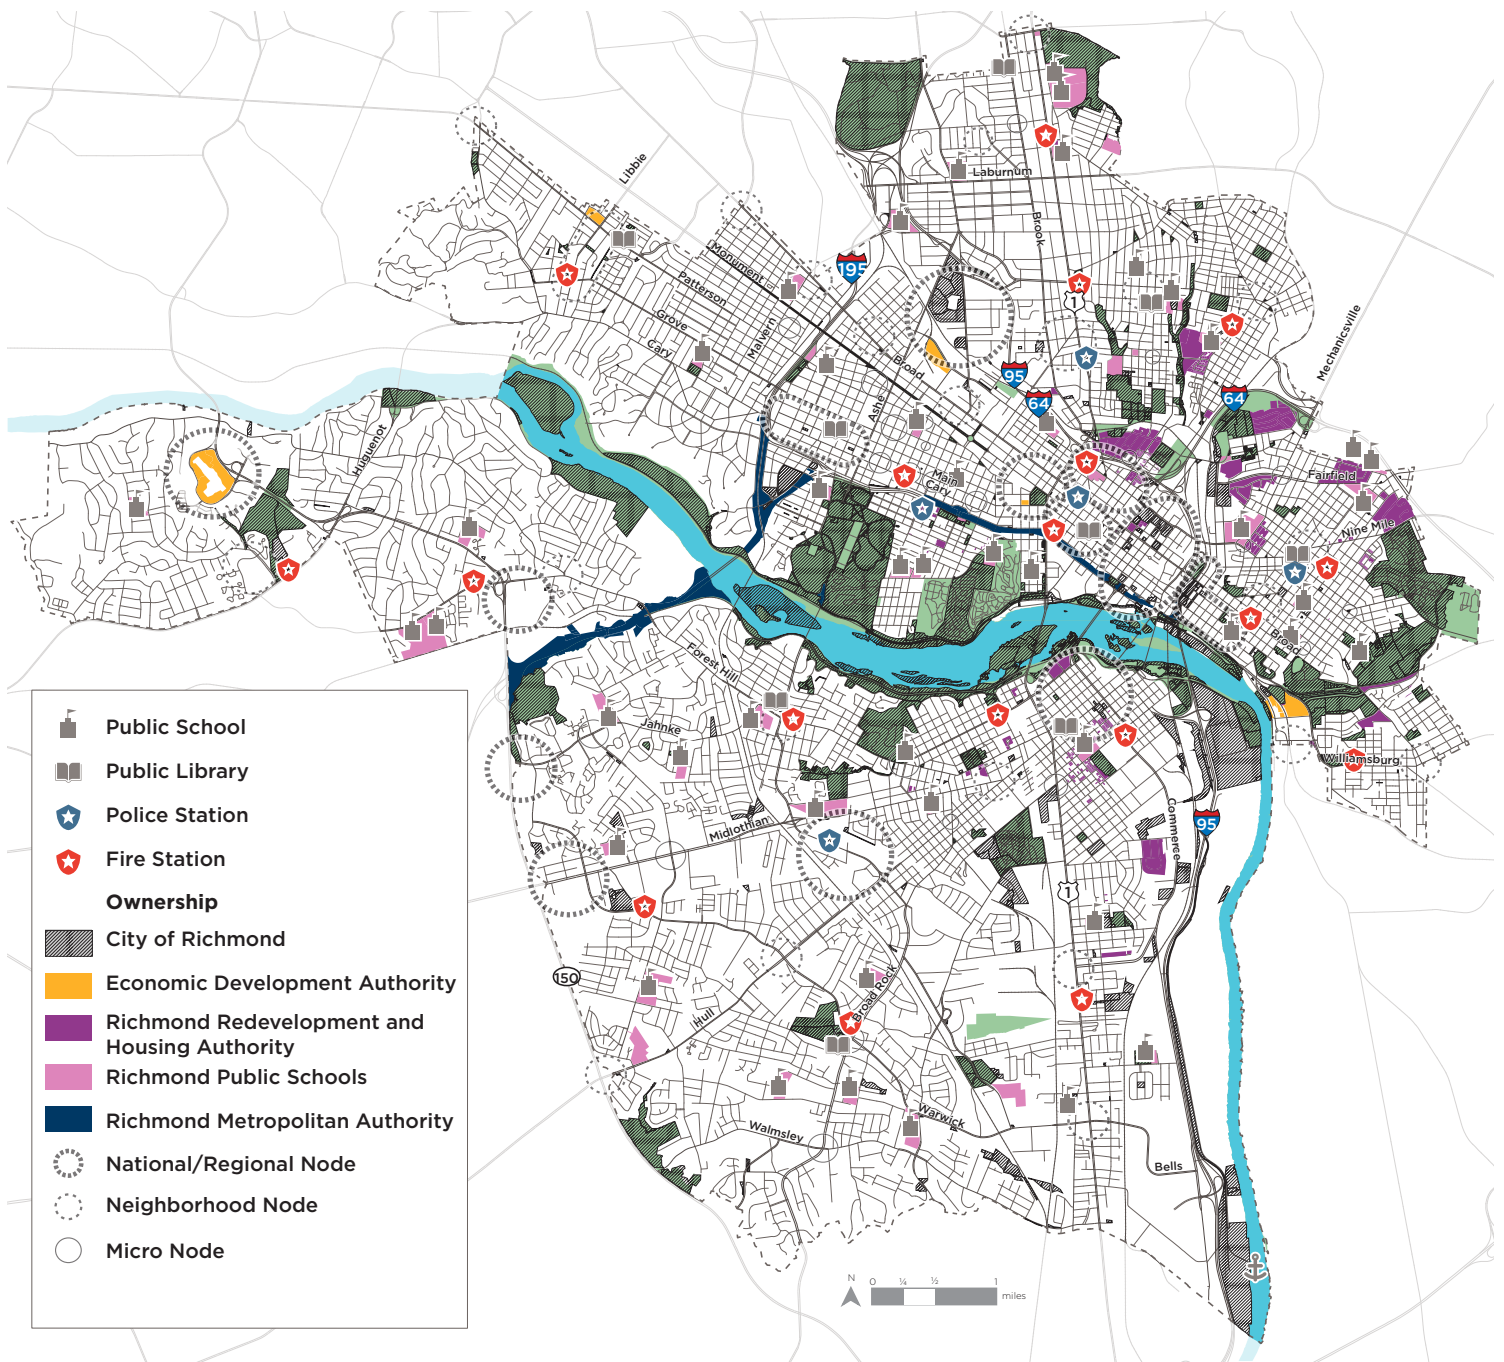 Libbie
Laburnum
Brook
195
Monument
Patterson
Grove
Cary
Malvern
1
Mechanicsville
Broad
95
64
64
Ashe
Huguenot
Main
Cary
Fairfield
Nine Mile
Broad
Forest Hill
Jahnke
Williamsburg
Midlothian
Commerce
95
1
150
Broad Rock
Hull
Warwick
Walmsley
Bells
Public School
Public Library
Police Station
Fire Station
Ownership
City of Richmond
Economic Development Authority
Richmond Redevelopment and
Housing Authority
Richmond Public Schools
Richmond Metropolitan Authority
National/Regional Node
Neighborhood Node
Micro Node
N
0 ¼ ½ 1
miles